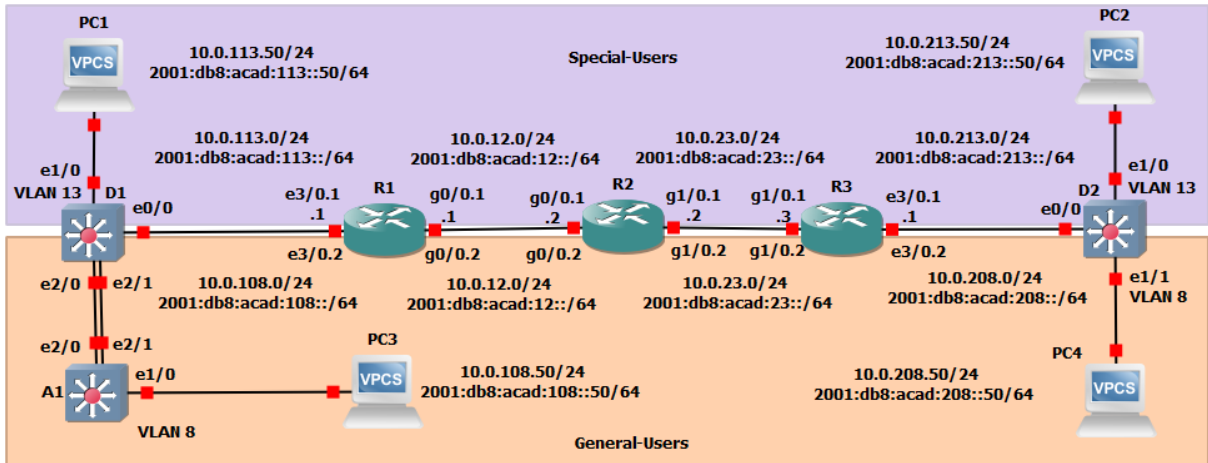 PC1
PC2
VPCS
10.0.113.50/24
2001:db8:acad:113::50/64
Special-Users
10.0.213.50/24
2001:db8:acad:213::50/64
VPCS
10.0.113.0/24
2001:db8:acad:113::/64
10.0.12.0/24
2001:db8:acad:12::/64
10.0.23.0/24
2001:db8:acad:23::/64
10.0.213.0/24
2001:db8:acad:213::/64
e1/0
VLAN 13
D1
e0/0
e3/0.1
.1
R1
g0/0.1
.1
g0/0.1
.2
R2
g1/0.1
.2
g1/0.1
.3
R3
e3/0.1
.1
e1/0
VLAN 13
D2
e0/0
e3/0.2
g0/0.2
g0/0.2
g1/0.2
g1/0.2
e3/0.2
e2/0
e2/1
10.0.108.0/24
2001:db8:acad:108::/64
10.0.12.0/24
2001:db8:acad:12::/64
10.0.23.0/24
2001:db8:acad:23::/64
10.0.208.0/24
2001:db8:acad:208::/64
e1/1
VLAN 8
e2/0
e2/1
A1
e1/0
VLAN 8
PC3
VPCS
10.0.108.50/24
2001:db8:acad:108::50/64
10.0.208.50/24
2001:db8:acad:208::50/64
PC4
VPCS
General-Users